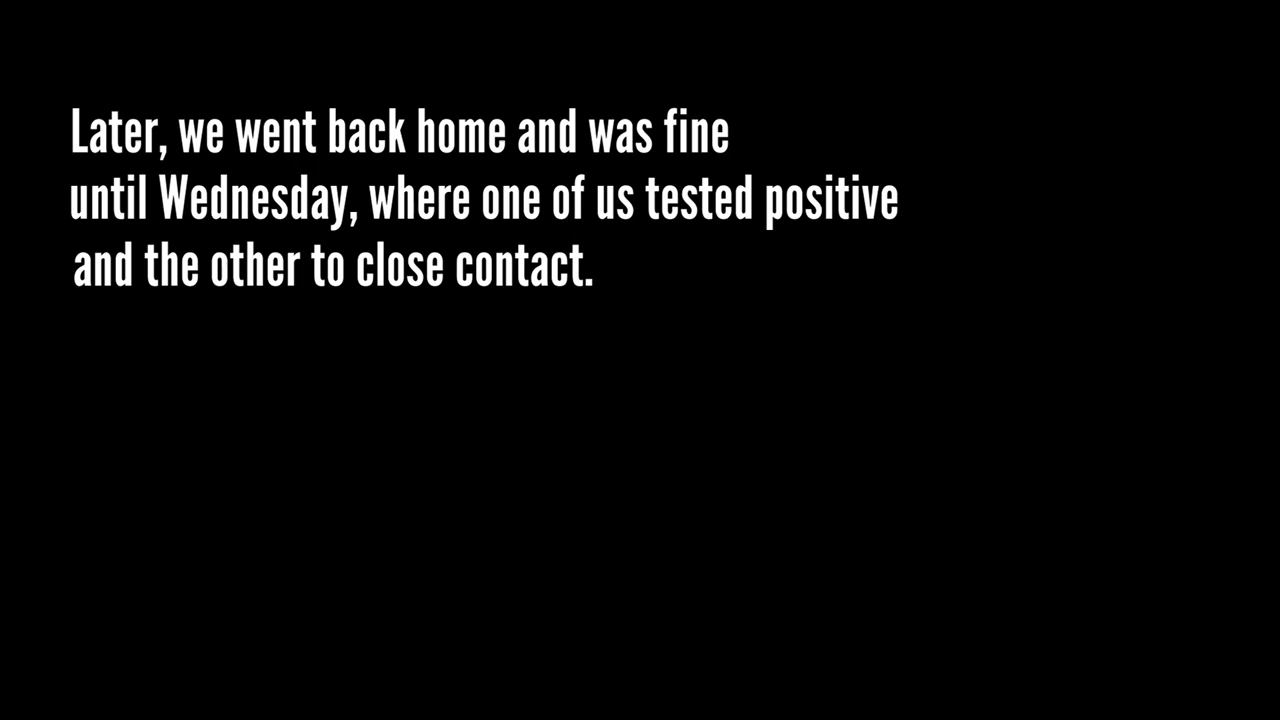 Later, we went back home and was fine
until Wednesday, where one of us tested positive
and the other to close contact.